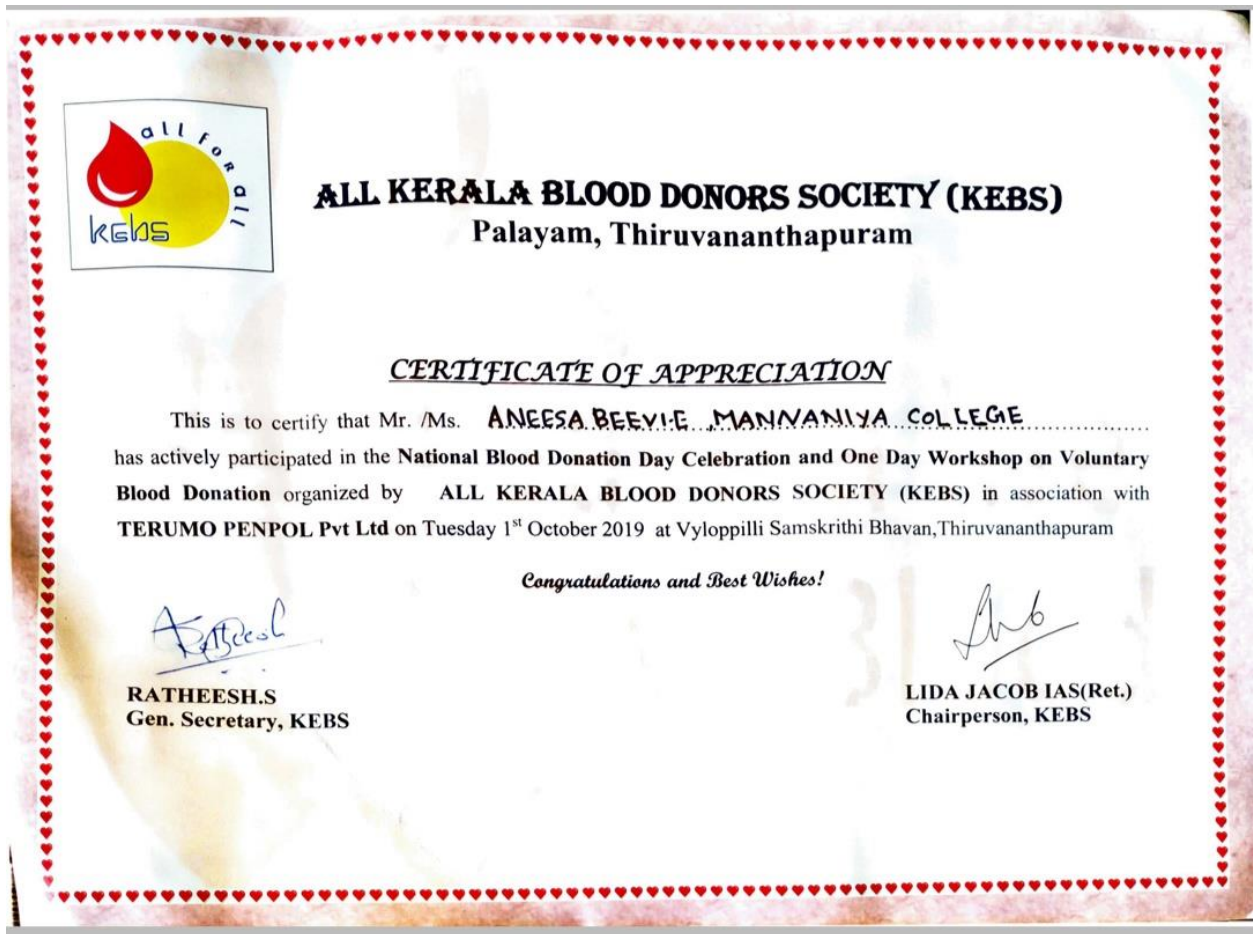 all for all
kebs
ALL KERALA BLOOD DONORS SOCIETY (KEBS)
Palayam, Thiruvananthapuram
CERTIFICATE OF APPRECIATION
This is to certify that Mr. /Ms. ANEESA BEEVI.E ,MANNANIYA COLLEGE
has actively participated in the National Blood Donation Day Celebration and One Day Workshop on Voluntary
Blood Donation organized by ALL KERALA BLOOD DONORS SOCIETY (KEBS) in association with
TERUMO PENPOL Pvt Ltd on Tuesday 1st October 2019 at Vyloppilli Samskrithi Bhavan,Thiruvananthapuram
Congratulations and Best Wishes!
RATHEESH.S
Gen. Secretary, KEBS
LIDA JACOB IAS(Ret.)
Chairperson, KEBS